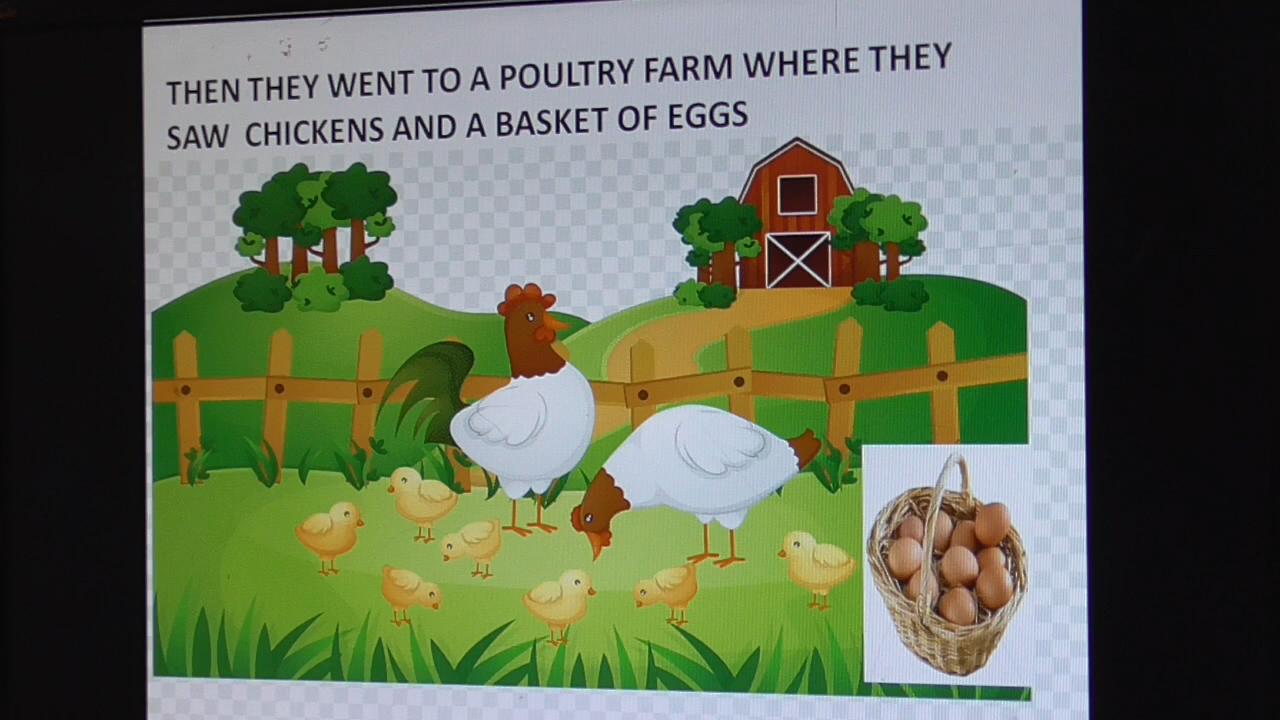 THEN THEY WENT TO A POULTRY FARM WHERE THEY
SAW CHICKENS AND A BASKET OF EGGS